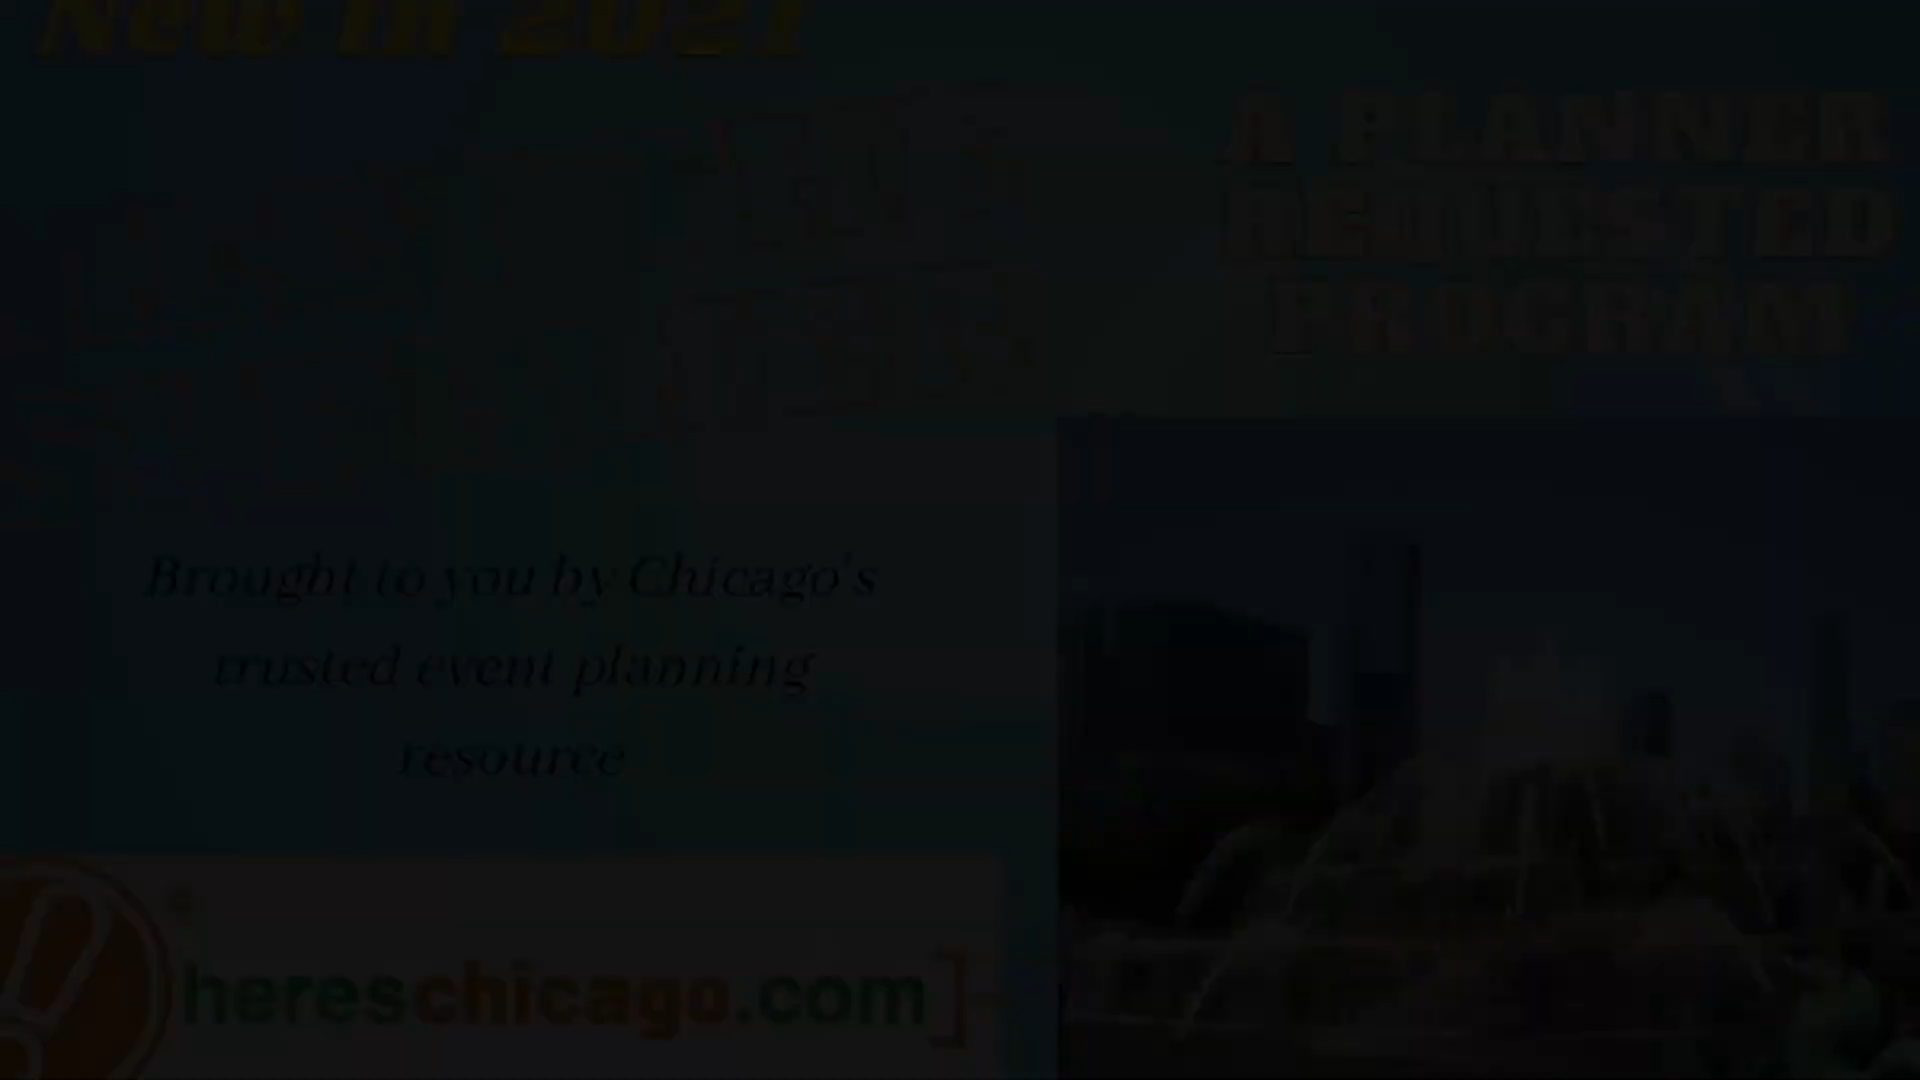 New in 2021
A PLANNER
REQUESTED
PROGRAM
Brought to you by Chicago's
trusted event planning
resource
hereschicago.com]